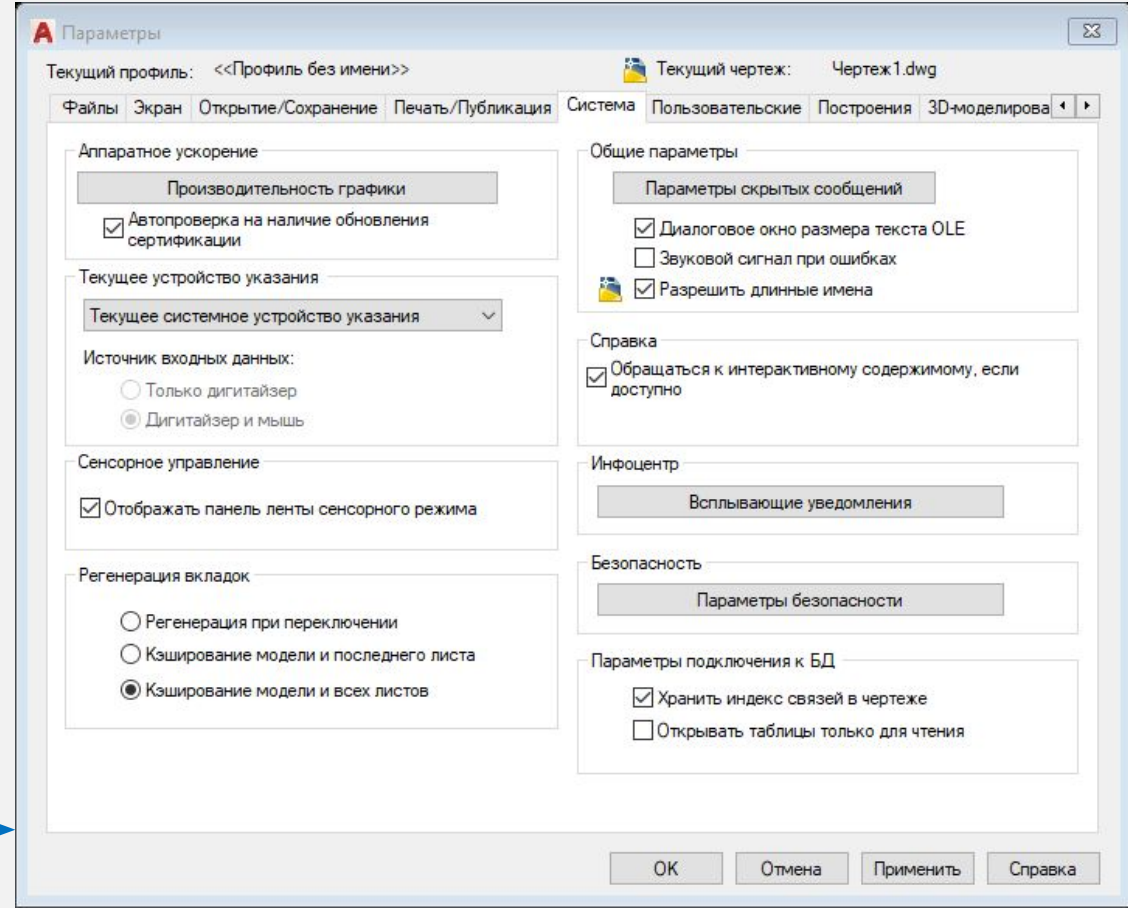 Параметры
Текущий профиль: <<Профиль без имени>> Текущий чертеж: Чертеж1.dwg
Файлы Экран Открытие/Сохранение Печать/Публикация Система Пользовательские Построения 3D-моделирова
Аппаратное ускорение
Производительность графики
Автопроверка на наличие обновления
сертификации
Текущее устройство указания
Текущее системное устройство указания
Источник входных данных:
Только дигитайзер
Дигитайзер и мышь
Сенсорное управление
Отображать панель ленты сенсорного режима
Регенерация вкладок
Регенерация при переключении
Кэширование модели и последнего листа
Кэширование модели и всех листов
Общие параметры
Параметры скрытых сообщений
Диалоговое окно размера текста OLE
Звуковой сигнал при ошибках
Разрешить длинные имена
Справка
Обращаться к интерактивному содержимому, если
доступно
Инфоцентр
Всплывающие уведомления
Безопасность
Параметры безопасности
Параметры подключения к БД
Хранить индекс связей в чертеже
Открывать таблицы только для чтения
OK Отмена Применить Справка